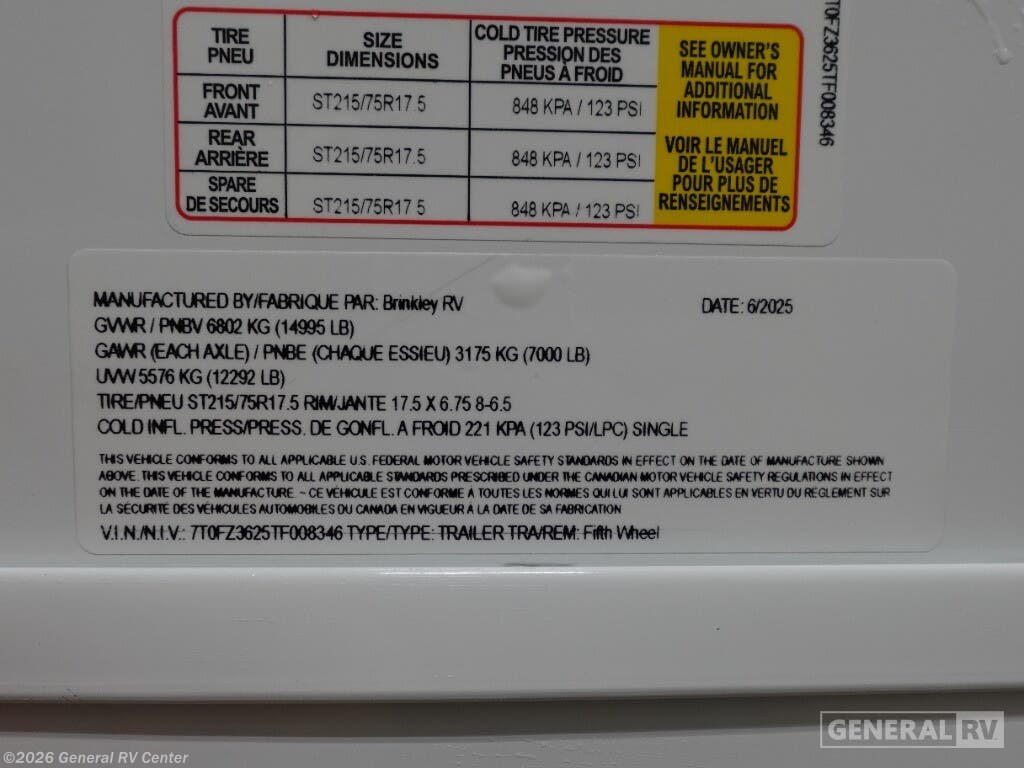 TIRE
PNEU
SIZE
DIMENSIONS
COLD TIRE PRESSURE
PRESSION DES
PNEUS À FROID
FRONT
AVANT
ST215/75R17.5
848 KPA / 123 PSI
REAR
ARRIÈRE
ST215/75R17.5
848 KPA / 123 PSI
SPARE
DE SECOURS
ST215/75R17 5
848 KPA / 123 PSI
SEE OWNER'S
MANUAL FOR
ADDITIONAL
INFORMATION
VOIR LE MANUEL
DE L'USAGER
POUR PLUS DE
RENSEIGNEMENTS
T0FZ3625TF008346
MANUFACTURED BY/FABRIQUE PAR: Brinkley RV
DATE: 6/2025
GVWR / PNBV 6802 KG (14995 LB)
GAWR (EACH AXLE) / PNBE (CHAQUE ESSIEU) 3175 KG (7000 LB)
UVW 5576 KG (12292 LB)
TIRE/PNEU ST215/75R17.5 RIM/JANTE 17.5 X 6.75 8-6.5
COLD INFL. PRESS/PRESS. DE GONFL. A FROID 221 KPA (123 PSI/LPC) SINGLE
THIS VEHICLE CONFORMS TO ALL APPLICABLE U.S. FEDERAL MOTOR VEHICLE SAFETY STANDARDS IN EFFECT ON THE DATE OF MANUFACTURE SHOWN
ABOVE. THIS VEHICLE CONFORMS TO ALL APPLICABLE STANDARDS PRESCRIBED UNDER THE CANADIAN MOTOR VEHICLE SAFETY REGULATIONS IN EFFECT
ON THE DATE OF THE MANUFACTURE. ~ CE VÉHICULE EST CONFORME A TOUTES LES NORMES QUI LUI SONT APPLICABLES EN VERTU DU REGLEMENT SUR
LA SÉCURITÉ DES VÉHICULES AUTOMOBILES DU CANADA EN VIGUEUR A LA DATE DE SA FABRICATION
V.I.N./N.I.V.: 7T0FZ3625TF008346 TYPE/TYPE: TRAILER TRA/REM: Fifth Wheel
GENERAL RV
©2026 General RV Center